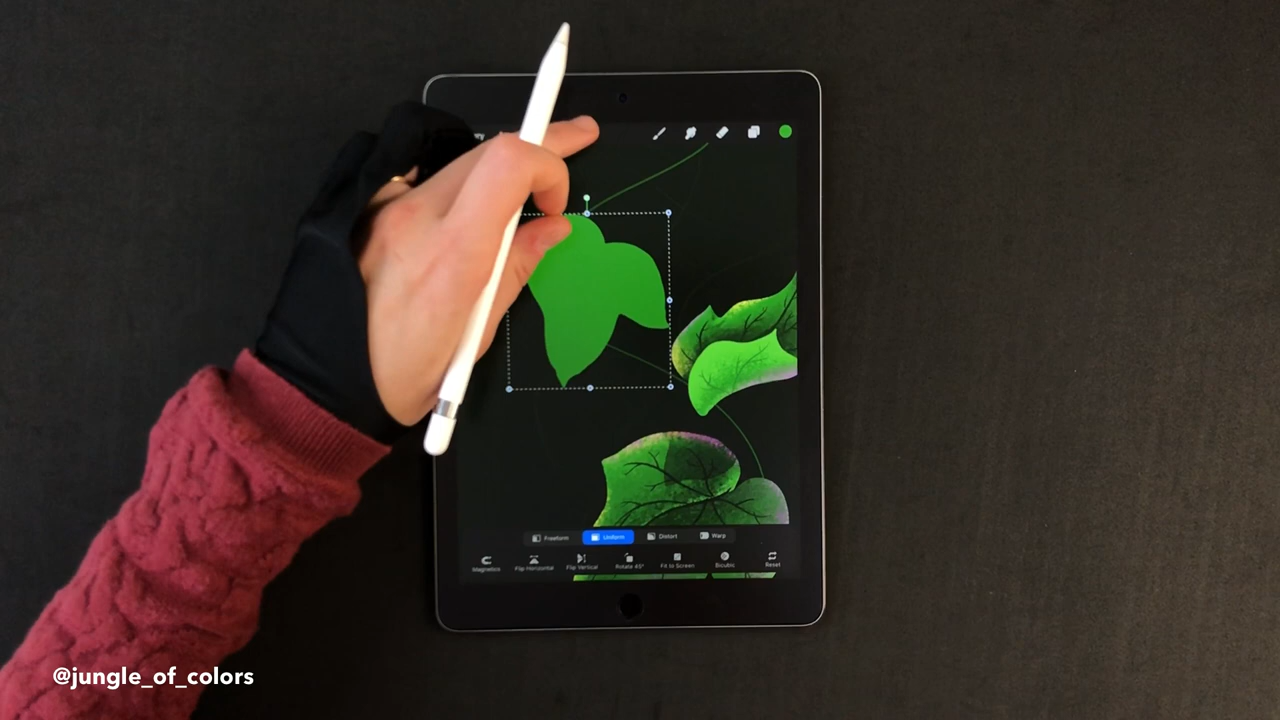 Freeform Uniform Distort Warp
Magnetics Flip Horizontal Flip Vertical Rotate 45° Fit to Screen Bicubic Reset
@jungle_of_colors